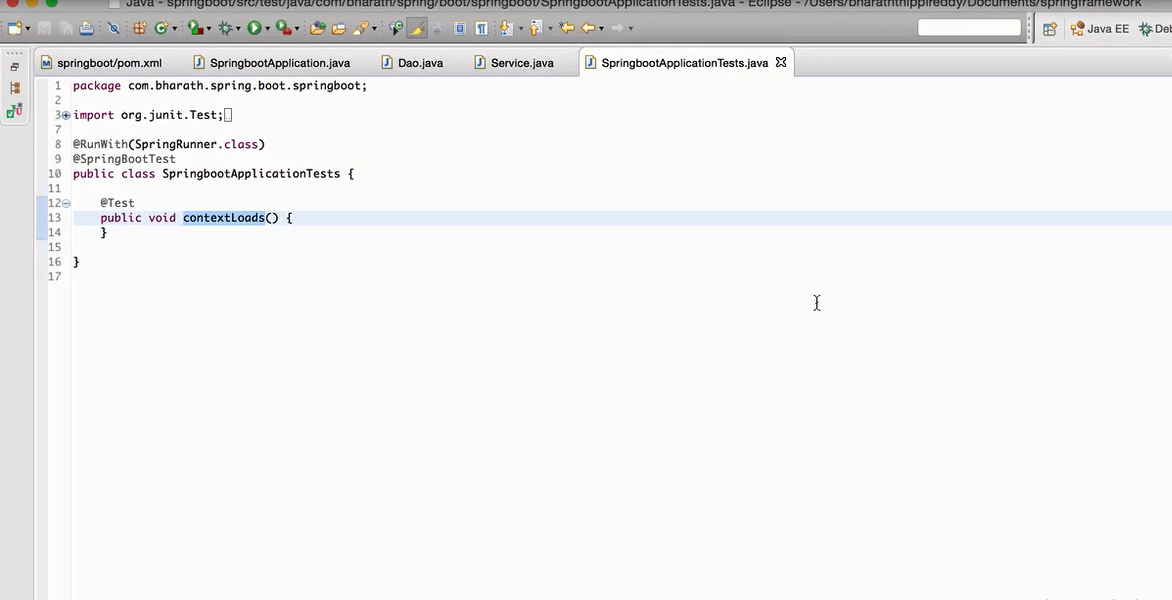 Java - springboot/src/test/java/com/bharath/spring/boot/springboot/SpringbootApplicationTests.java - Eclipse - /Users/bharaththippireddy/Documents/springframework
Java EE
springboot/pom.xml
SpringbootApplication.java
Dao.java
Service.java
SpringbootApplicationTests.java
1 package com.bharath.spring.boot.springboot;
2
3 import org.junit.Test;
7
8 @RunWith(SpringRunner.class)
9 @SpringBootTest
10 public class SpringbootApplicationTests {
11
12 @Test
13 public void contextLoads() {
14 }
15
16 }
17